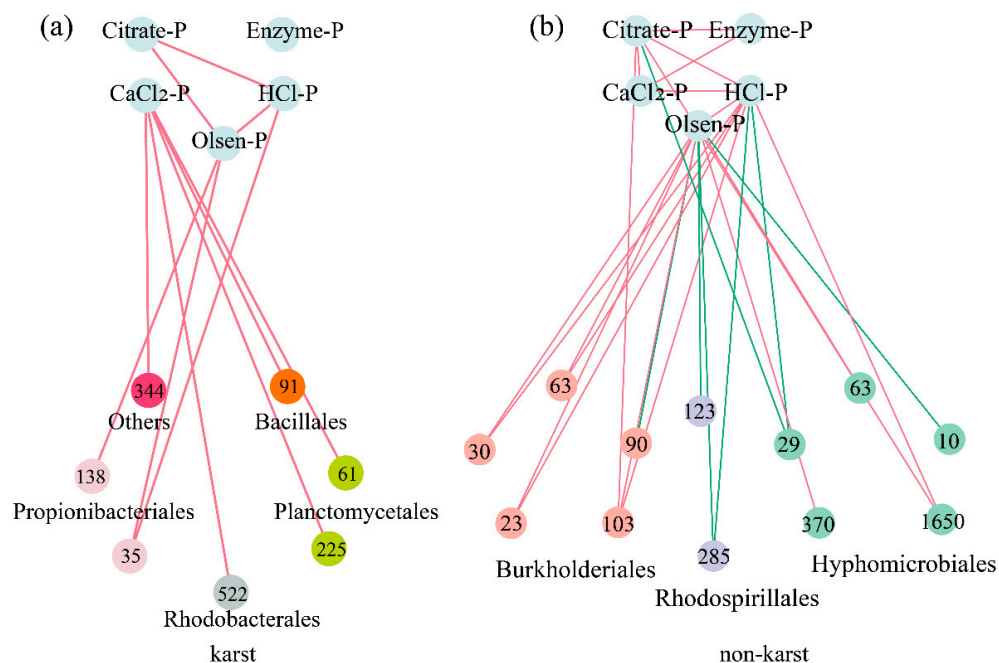 (a)
Citrate-P
Enzyme-P
CaCl2-P
HCl-P
Olsen-P
344
91
Others
Bacillales
138
61
Propionibacteriales
Planctomycetales
35
225
522
Rhodobacterales
karst
(b)
Citrate-P
Enzyme-P
CaCl2-P
HCl-P
Olsen-P
63
63
123
30
90
29
10
23
103
370
1650
285
Burkholderiales
Hyphomicrobiales
Rhodospirillales
non-karst